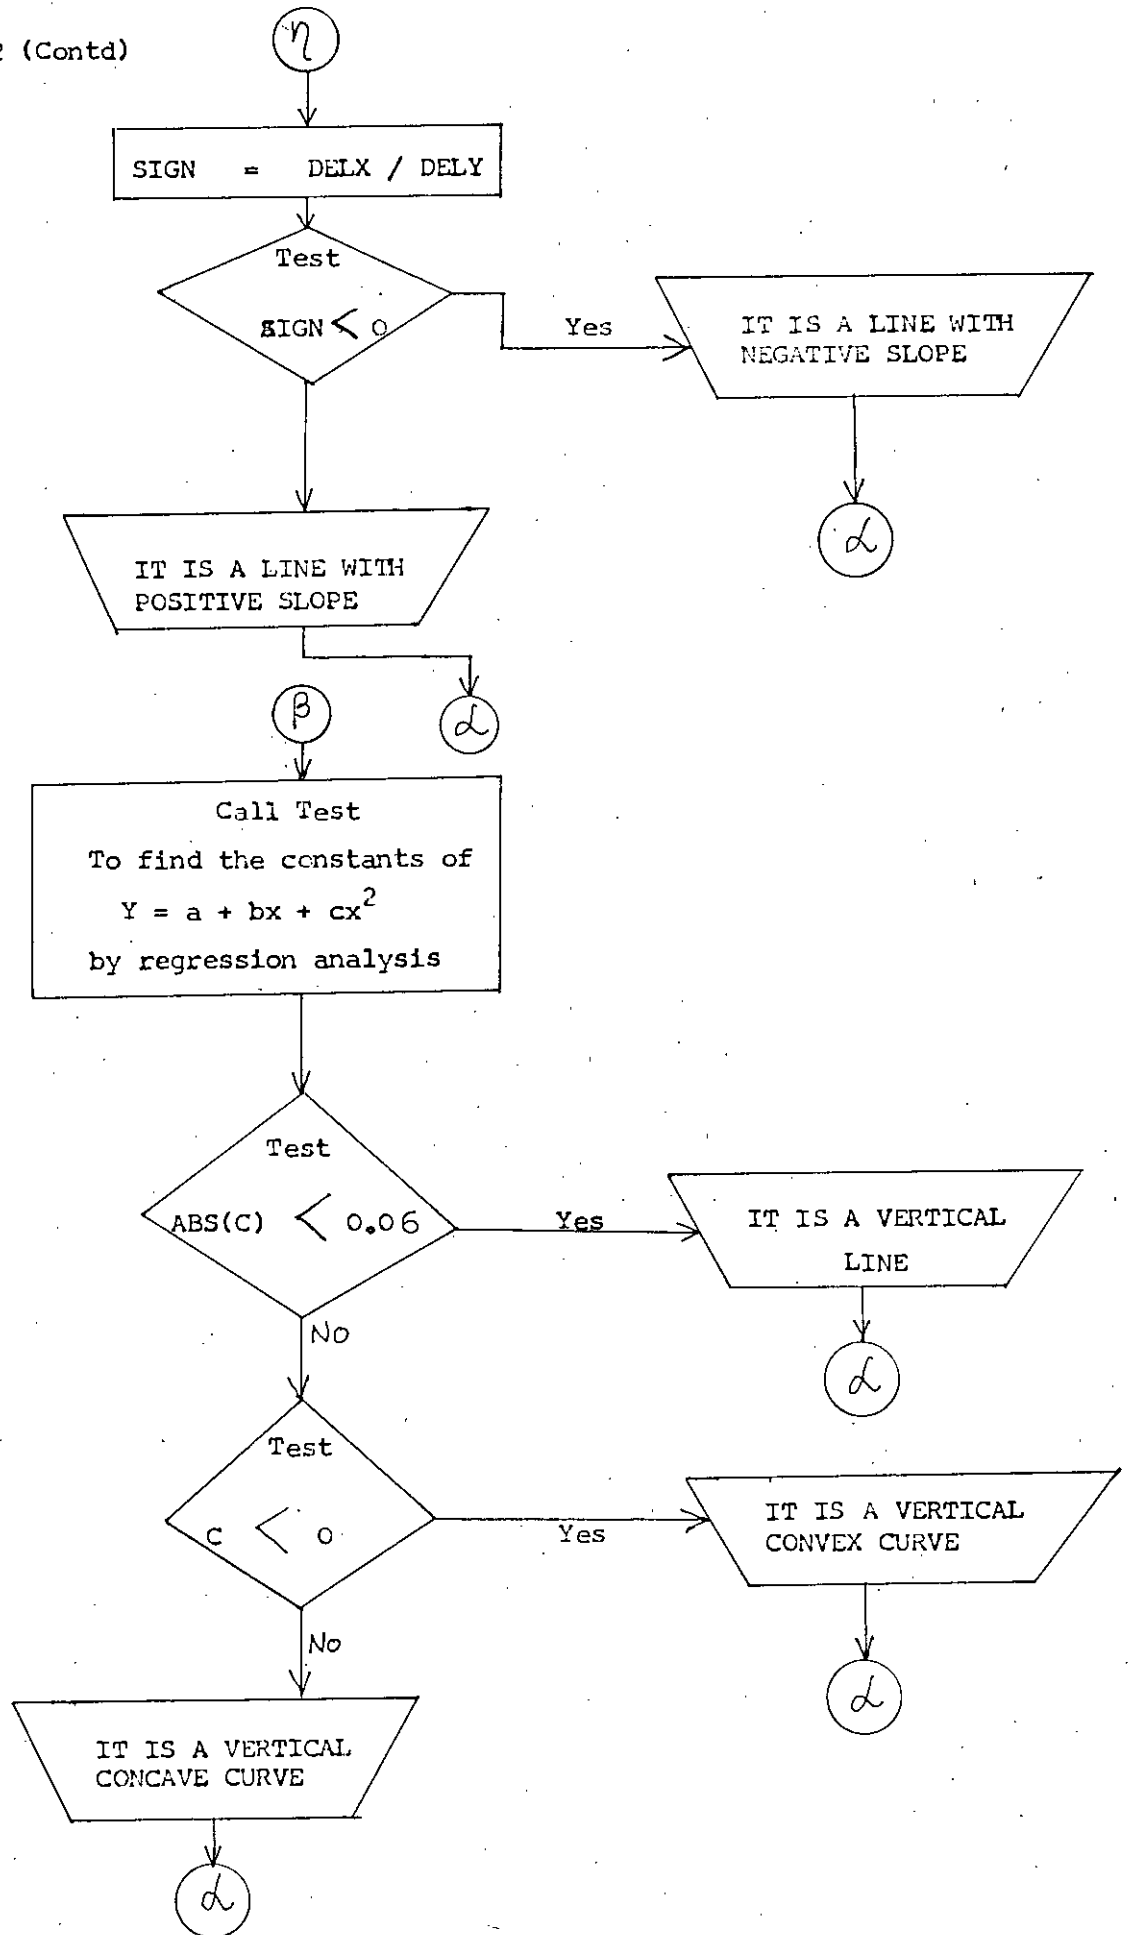 2 (Contd)
η
SIGN = DELX / DELY
Test
SIGN < 0
Yes
IT IS A LINE WITH
NEGATIVE SLOPE
α
IT IS A LINE WITH
POSITIVE SLOPE
α
β
Call Test
To find the constants of
Y = a + bx + cx²
by regression analysis
Test
ABS(C) < 0.06
Yes
IT IS A VERTICAL
LINE
α
No
Test
C < 0
Yes
IT IS A VERTICAL
CONVEX CURVE
α
No
IT IS A VERTICAL
CONCAVE CURVE
α